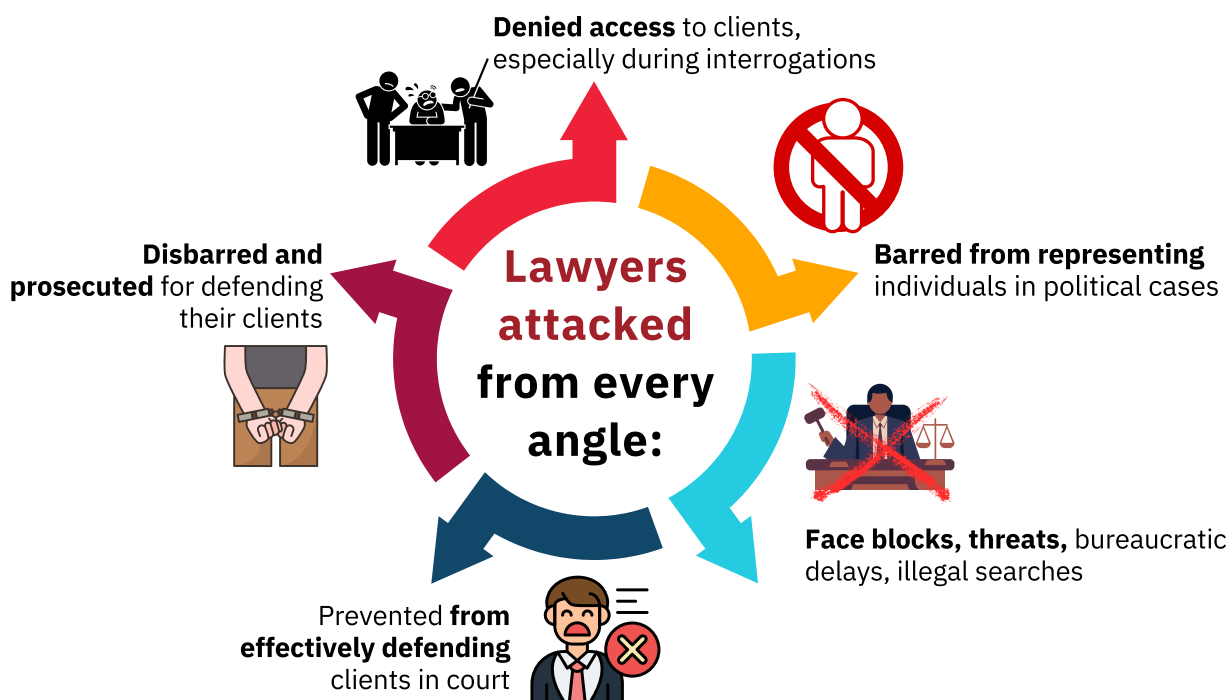 Denied access to clients,
especially during interrogations
Lawyers
attacked
from every
angle:
Barred from representing
individuals in political cases
Face blocks, threats, bureaucratic
delays, illegal searches
Prevented from
effectively defending
clients in court
Disbarred and
prosecuted for defending
their clients